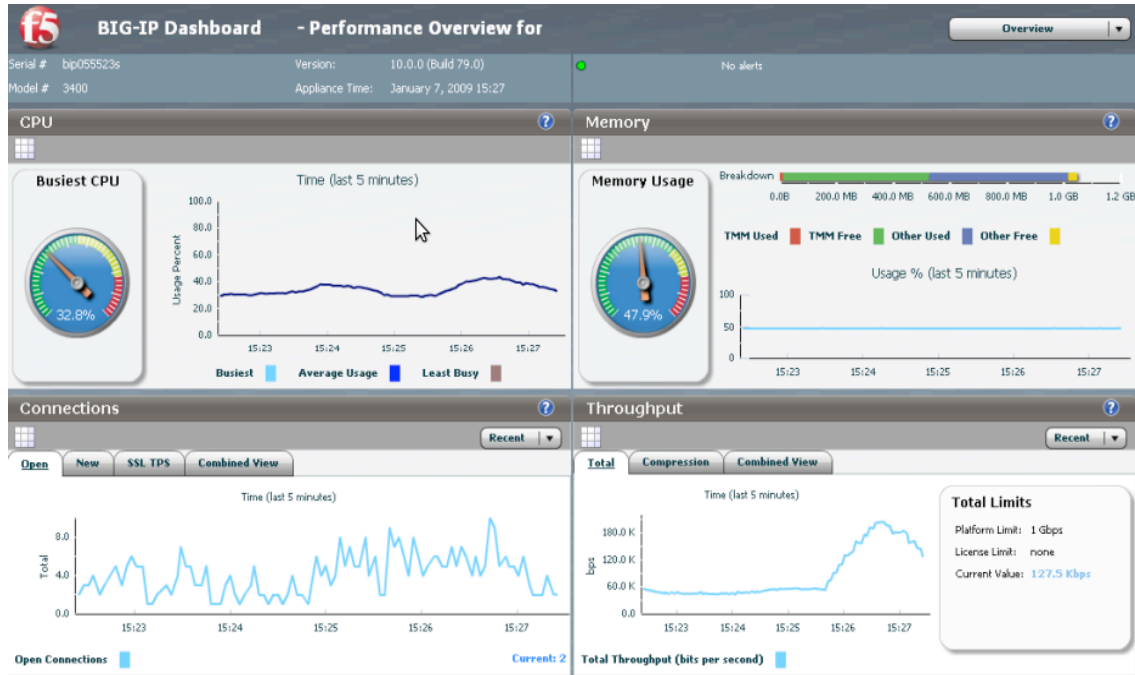 f5 BIG-IP Dashboard - Performance Overview for
Overview
Serial # bip055523s
Version: 10.0.0 (Build 79.0)
No alerts
Model # 3400
Appliance Time: January 7, 2009 15:27
CPU ?
Busiest CPU
32.8%
Time (last 5 minutes)
Usage Percent
100.0
80.0
60.0
40.0
20.0
0.0
15:23 15:24 15:25 15:26 15:27
Busiest Average Usage Least Busy
Memory ?
Memory Usage
47.9%
Breakdown
0.0B 200.0 MB 400.0 MB 600.0 MB 800.0 MB 1.0 GB 1.2 GB
TMM Used TMM Free Other Used Other Free
Usage % (last 5 minutes)
100
50
0
15:23 15:24 15:25 15:26 15:27
Connections ?
Recent
Open New SSL TPS Combined View
Time (last 5 minutes)
Total
8.0
4.0
0.0
15:23 15:24 15:25 15:26 15:27
Open Connections Current: 2
Throughput ?
Recent
Total Compression Combined View
Time (last 5 minutes)
bps
180.0 K
120.0 K
60.0 K
0.0
15:23 15:24 15:25 15:26 15:27
Total Throughput (bits per second)
Total Limits
Platform Limit: 1 Gbps
License Limit: none
Current Value: 127.5 Kbps